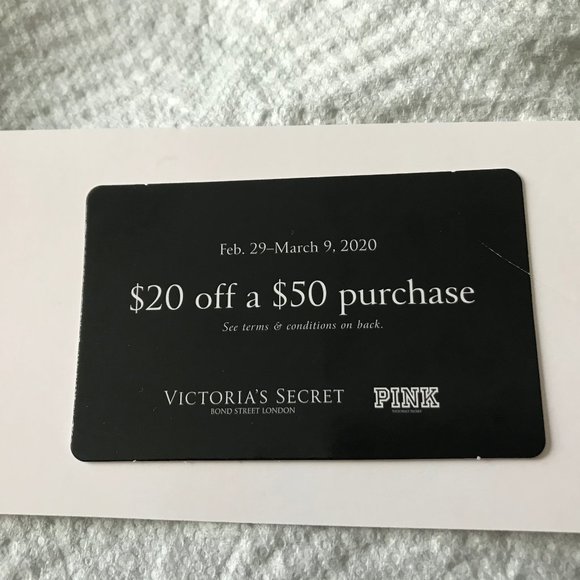 Feb. 29–March 9, 2020
$20 off a $50 purchase
See terms & conditions on back.
VICTORIA'S SECRET
BOND STREET LONDON
PINK